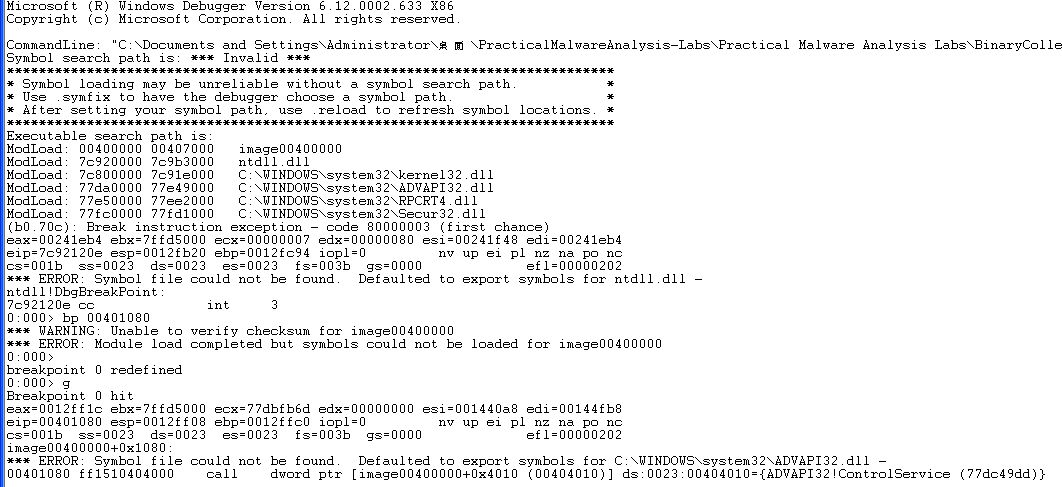 Microsoft (R) Windows Debugger Version 6.12.0002.633 X86
Copyright (c) Microsoft Corporation. All rights reserved.
CommandLine: "C:\Documents and Settings\Administrator\桌面\PracticalMalwareAnalysis-Labs\Practical Malware Analysis Labs\BinaryColle
Symbol search path is: *** Invalid ***
****************************************************************************
* Symbol loading may be unreliable without a symbol search path.           *
* Use .symfix to have the debugger choose a symbol path.                   *
* After setting your symbol path, use .reload to refresh symbol locations. *
****************************************************************************
Executable search path is:
ModLoad: 00400000 00407000   image00400000
ModLoad: 7c920000 7c9b3000   ntdll.dll
ModLoad: 7c800000 7c91e000   C:\WINDOWS\system32\kernel32.dll
ModLoad: 77da0000 77e49000   C:\WINDOWS\system32\ADVAPI32.dll
ModLoad: 77e50000 77ee2000   C:\WINDOWS\system32\RPCRT4.dll
ModLoad: 77fc0000 77fd1000   C:\WINDOWS\system32\Secur32.dll
(b0.70c): Break instruction exception - code 80000003 (first chance)
eax=00241eb4 ebx=7ffd5000 ecx=00000007 edx=00000080 esi=00241f48 edi=00241eb4
eip=7c92120e esp=0012fb20 ebp=0012fc94 iopl=0         nv up ei pl nz na po nc
cs=001b  ss=0023  ds=0023  es=0023  fs=003b  gs=0000             efl=00000202
*** ERROR: Symbol file could not be found.  Defaulted to export symbols for ntdll.dll -
ntdll!DbgBreakPoint:
7c92120e cc              int     3
0:000> bp 00401080
*** WARNING: Unable to verify checksum for image00400000
*** ERROR: Module load completed but symbols could not be loaded for image00400000
0:000>
breakpoint 0 redefined
0:000> g
Breakpoint 0 hit
eax=0012ff1c ebx=7ffd5000 ecx=77dbfb6d edx=00000000 esi=001440a8 edi=00144fb8
eip=00401080 esp=0012ff08 ebp=0012ffc0 iopl=0         nv up ei pl nz na po nc
cs=001b  ss=0023  ds=0023  es=0023  fs=003b  gs=0000             efl=00000202
image00400000+0x1080:
*** ERROR: Symbol file could not be found.  Defaulted to export symbols for C:\WINDOWS\system32\ADVAPI32.dll -
00401080 ff1510404000    call    dword ptr [image00400000+0x4010 (00404010)] ds:0023:00404010={ADVAPI32!ControlService (77dc49dd)}